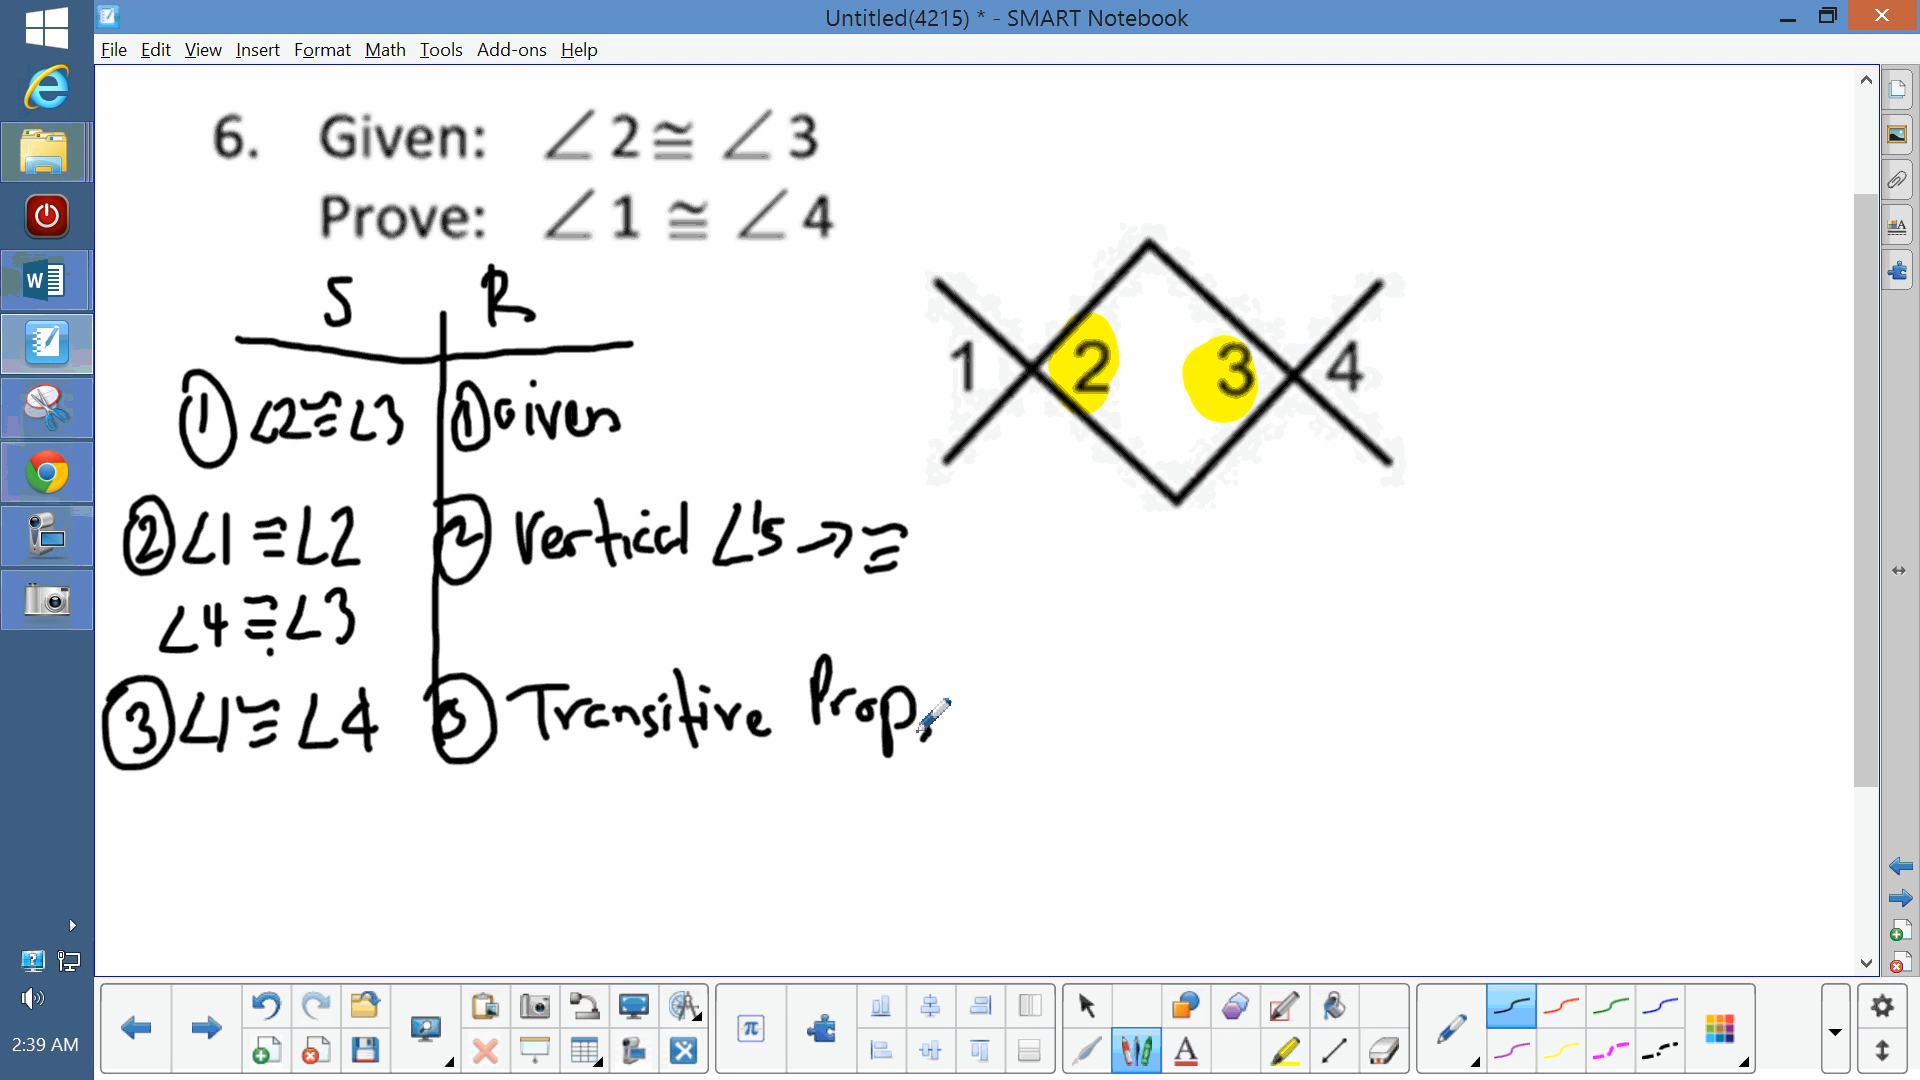 Untitled(4215) * - SMART Notebook
File Edit View Insert Format Math Tools Add-ons Help
6. Given: ∠2 ≅ ∠3
Prove: ∠1 ≅ ∠4
S R
① ∠2 ≅ ∠3 ① Given
② ∠1 ≅ ∠2 ② Vertical ∠'s → ≅
∠4 ≅ ∠3
③ ∠1 ≅ ∠4 ③ Transitive Prop.
1 2 3 4
2:39 AM